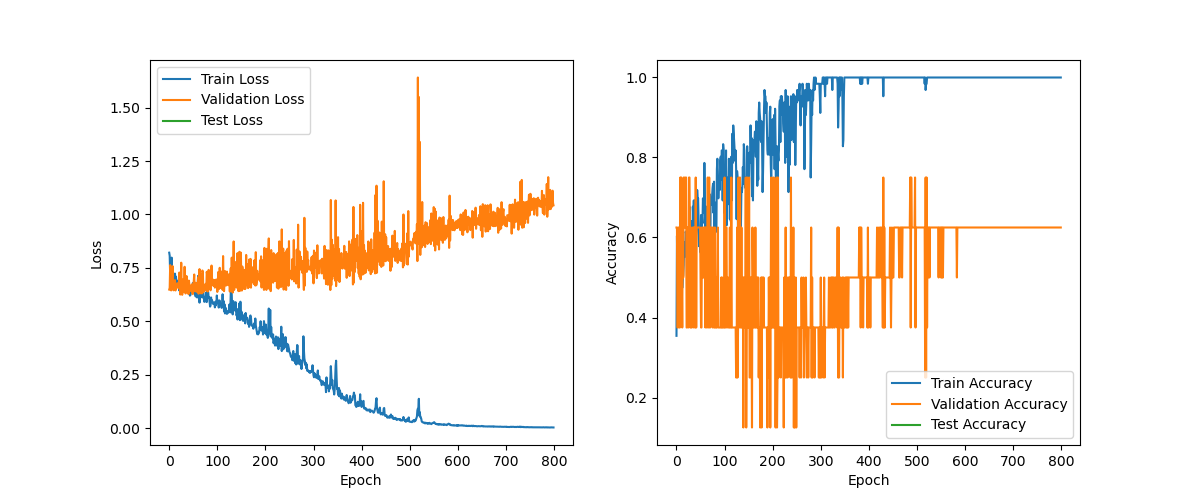 Train Loss
Validation Loss
Test Loss
1.50
1.25
1.00
0.75
0.50
0.25
0.00
Loss
0 100 200 300 400 500 600 700 800
Epoch
1.0
0.8
0.6
0.4
0.2
Accuracy
Train Accuracy
Validation Accuracy
Test Accuracy
0 100 200 300 400 500 600 700 800
Epoch